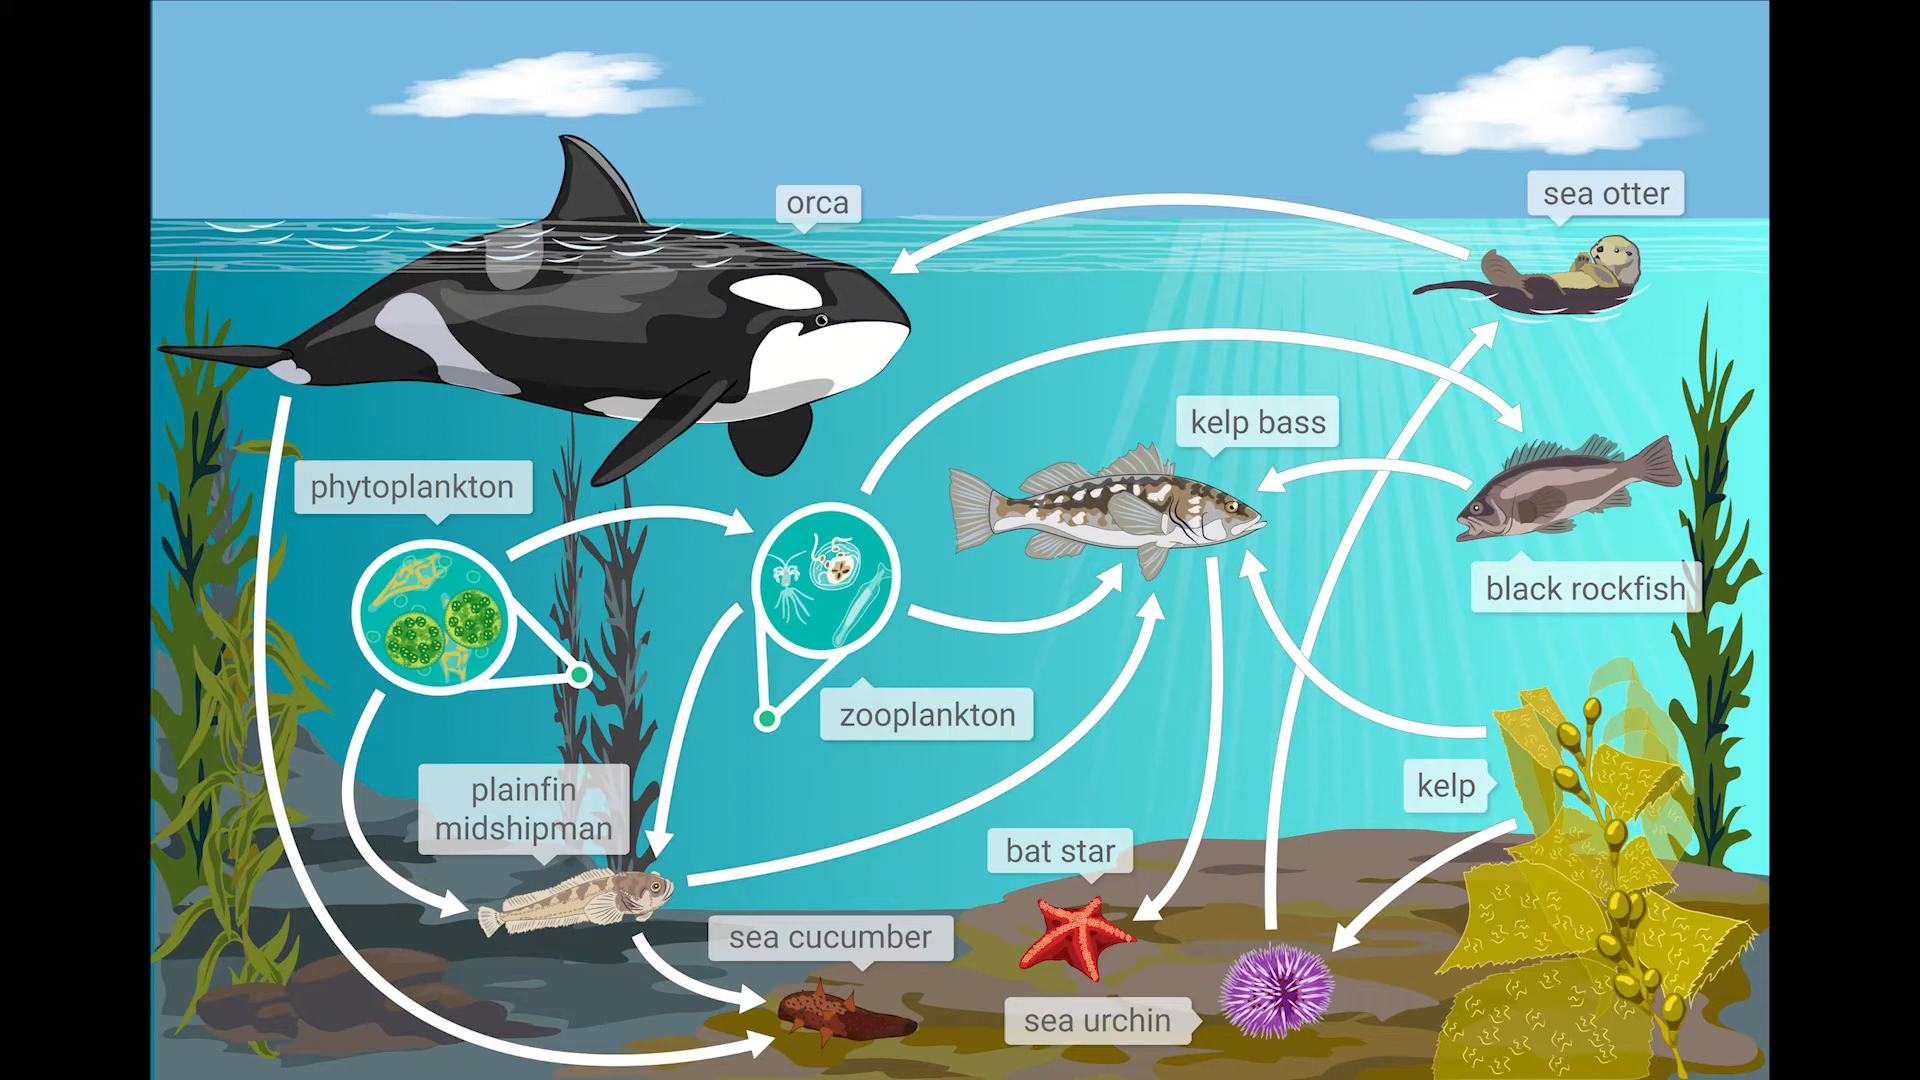 orca
sea otter
kelp bass
phytoplankton
black rockfish
zooplankton
plainfin
midshipman
kelp
bat star
sea cucumber
sea urchin